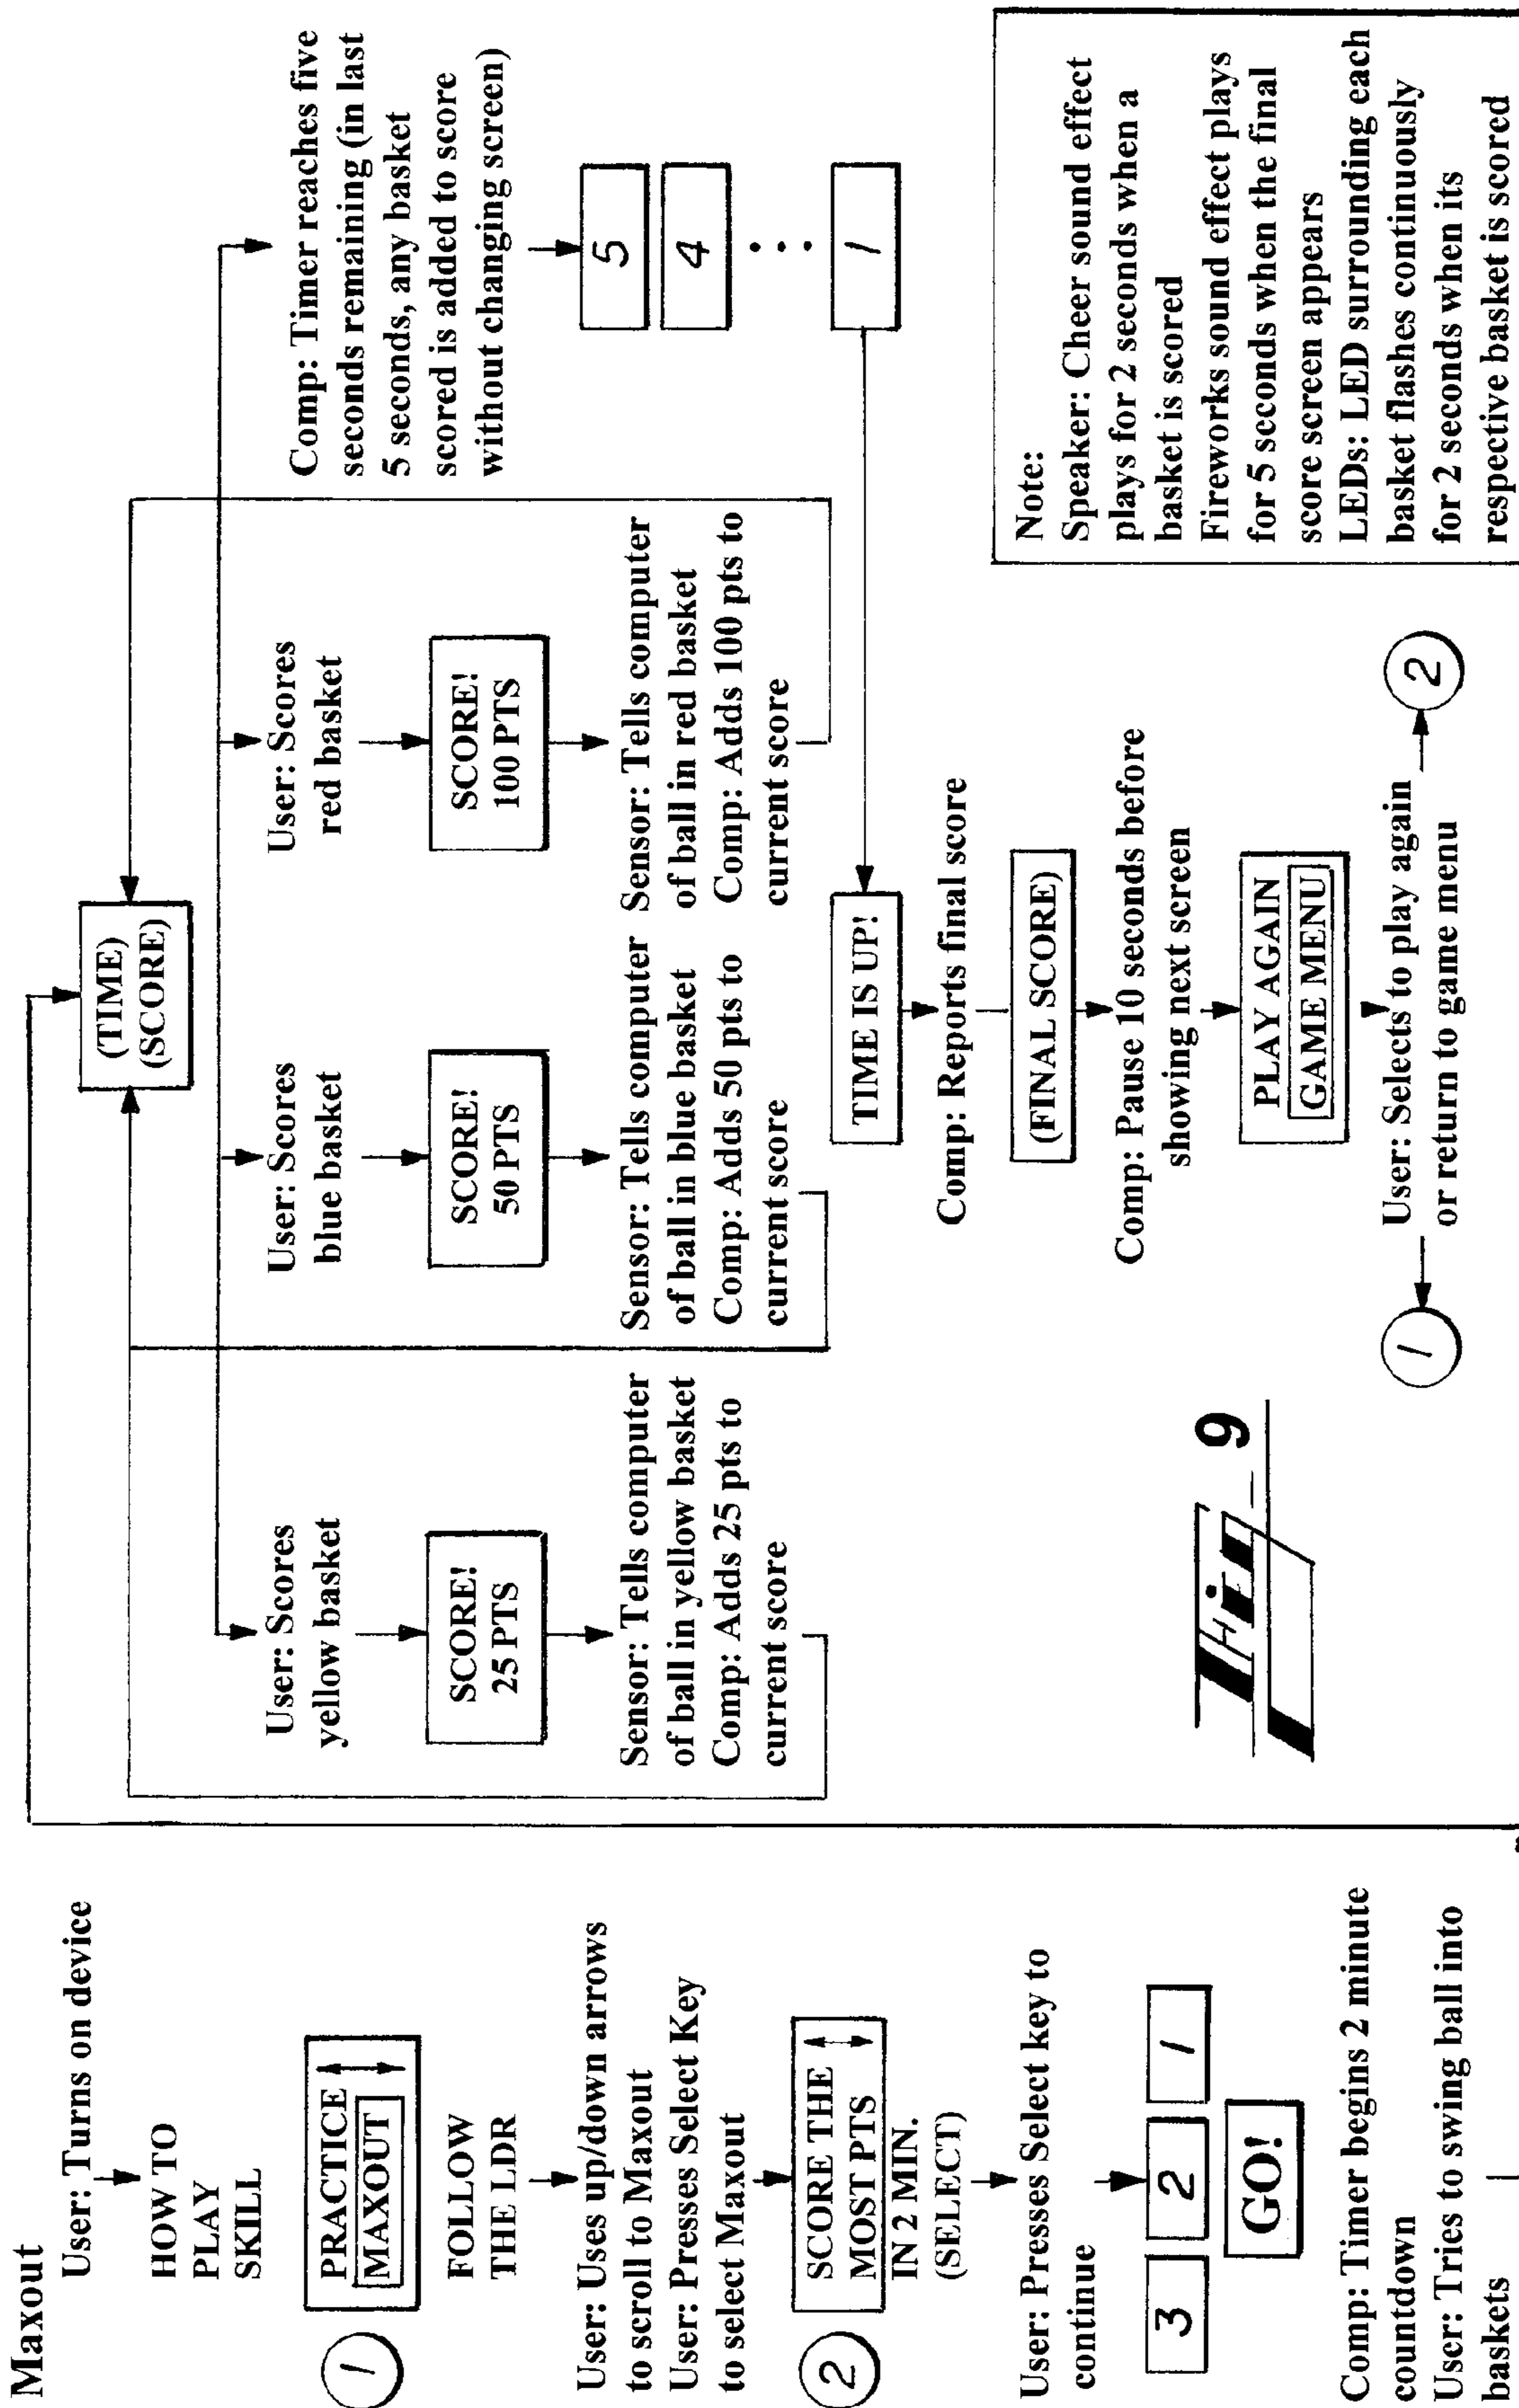 Maxout
User: Turns on device
HOW TO
PLAY
SKILL
1
PRACTICE
MAXOUT
FOLLOW
THE LDR
User: Uses up/down arrows
to scroll to Maxout
User: Presses Select Key
to select Maxout
2
SCORE THE
MOST PTS
IN 2 MIN.
(SELECT)
User: Presses Select key to
continue
3 2 1
GO!
Comp: Timer begins 2 minute
countdown
User: Tries to swing ball into
baskets
(TIME)
(SCORE)
User: Scores
yellow basket
SCORE!
25 PTS
Sensor: Tells computer
of ball in yellow basket
Comp: Adds 25 pts to
current score
User: Scores
blue basket
SCORE!
50 PTS
Sensor: Tells computer
of ball in blue basket
Comp: Adds 50 pts to
current score
User: Scores
red basket
SCORE!
100 PTS
Sensor: Tells computer
of ball in red basket
Comp: Adds 100 pts to
current score
Comp: Timer reaches five
seconds remaining (in last
5 seconds, any basket
scored is added to score
without changing screen)
5
4
...
1
TIME IS UP!
Comp: Reports final score
(FINAL SCORE)
Comp: Pause 10 seconds before
showing next screen
PLAY AGAIN
GAME MENU
1
User: Selects to play again
or return to game menu
2
Fig 9
Note:
Speaker: Cheer sound effect
plays for 2 seconds when a
basket is scored
Fireworks sound effect plays
for 5 seconds when the final
score screen appears
LEDs: LED surrounding each
basket flashes continuously
for 2 seconds when its
respective basket is scored